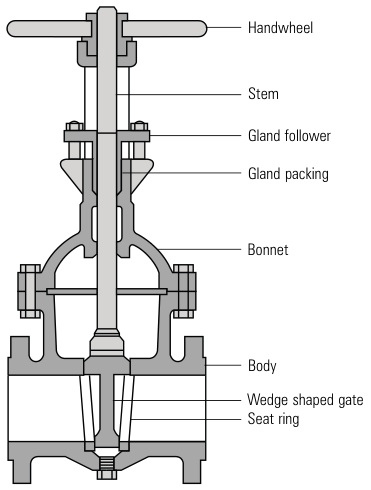 Handwheel
Stem
Gland follower
Gland packing
Bonnet
Body
Wedge shaped gate
Seat ring